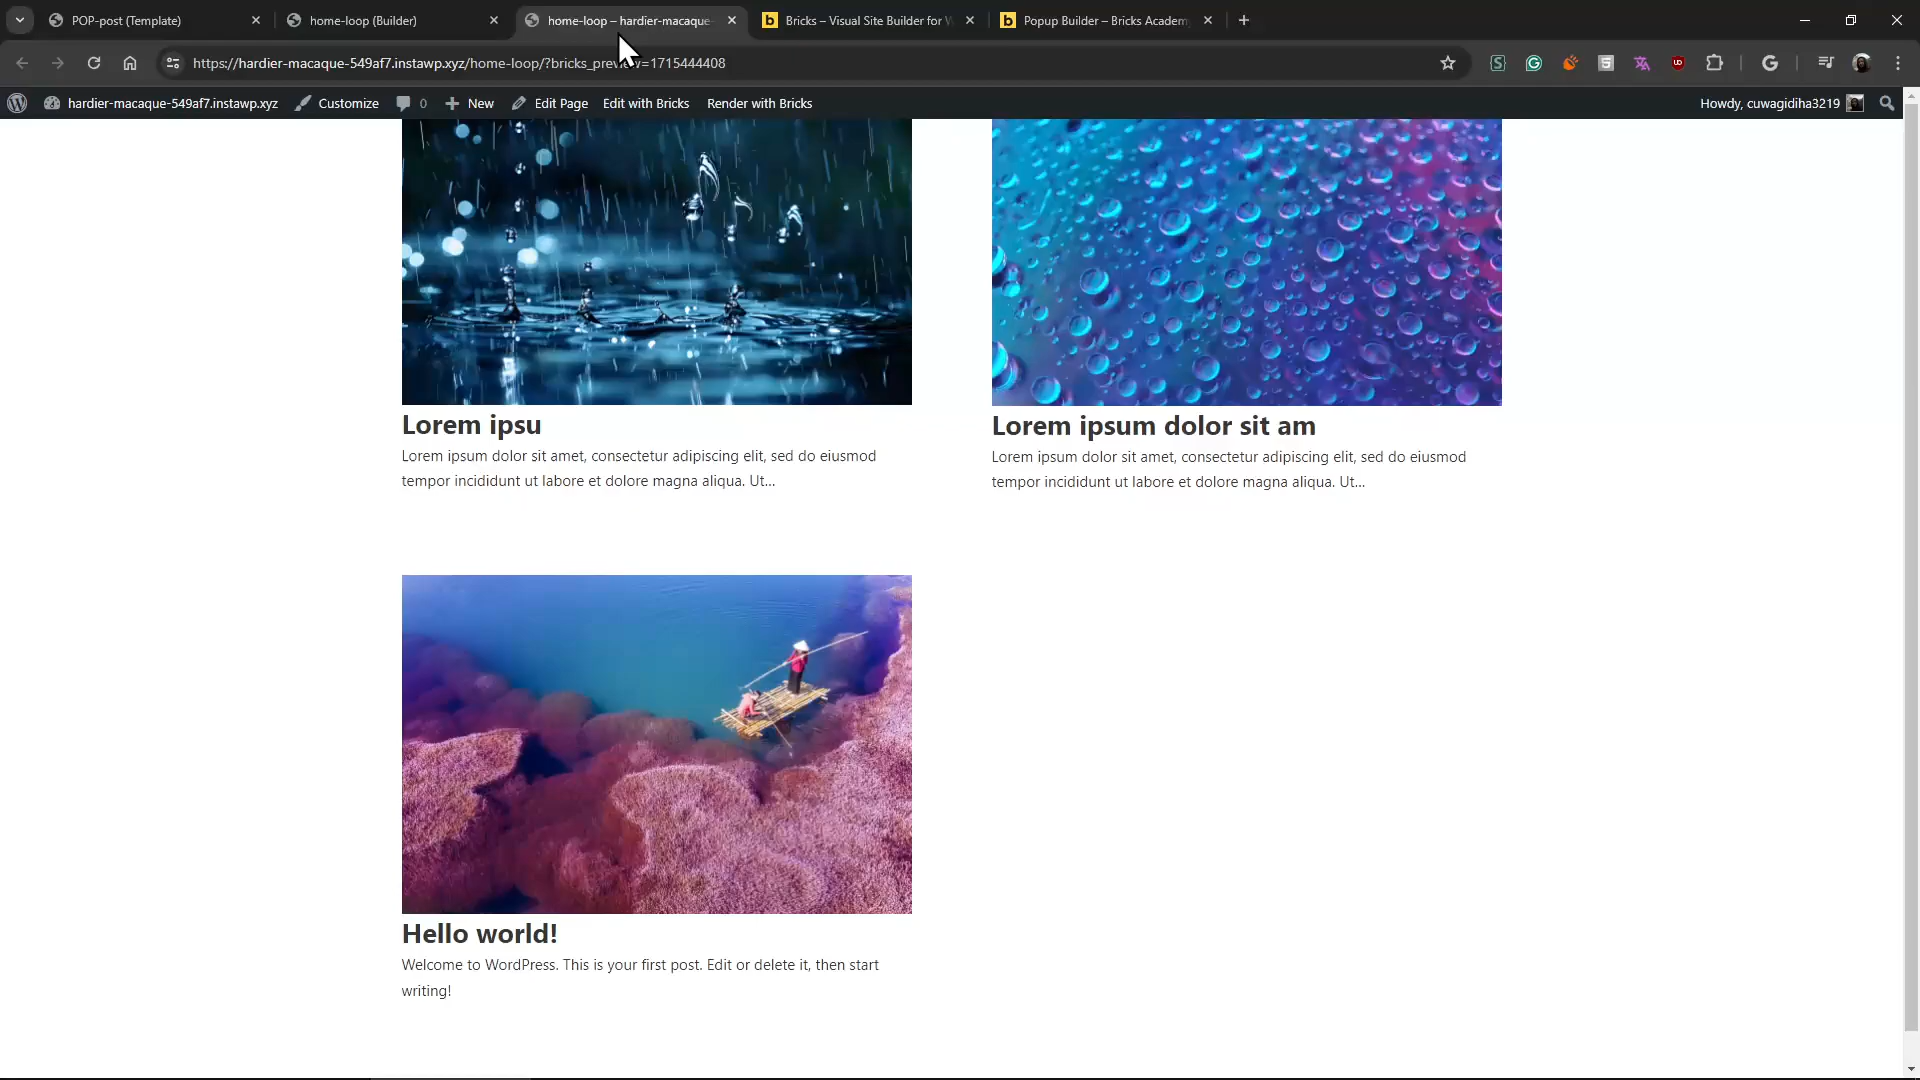 POP-post (Template)
home-loop (Builder)
home-loop – hardier-macaque-
Bricks – Visual Site Builder for W
Popup Builder – Bricks Academ
https://hardier-macaque-549af7.instawp.xyz/home-loop/?bricks_preview=1715444408
hardier-macaque-549af7.instawp.xyz
Customize
0
New
Edit Page
Edit with Bricks
Render with Bricks
Howdy, cuwagidiha3219
Lorem ipsu
Lorem ipsum dolor sit amet, consectetur adipiscing elit, sed do eiusmod
tempor incididunt ut labore et dolore magna aliqua. Ut...
Lorem ipsum dolor sit am
Lorem ipsum dolor sit amet, consectetur adipiscing elit, sed do eiusmod
tempor incididunt ut labore et dolore magna aliqua. Ut...
Hello world!
Welcome to WordPress. This is your first post. Edit or delete it, then start
writing!